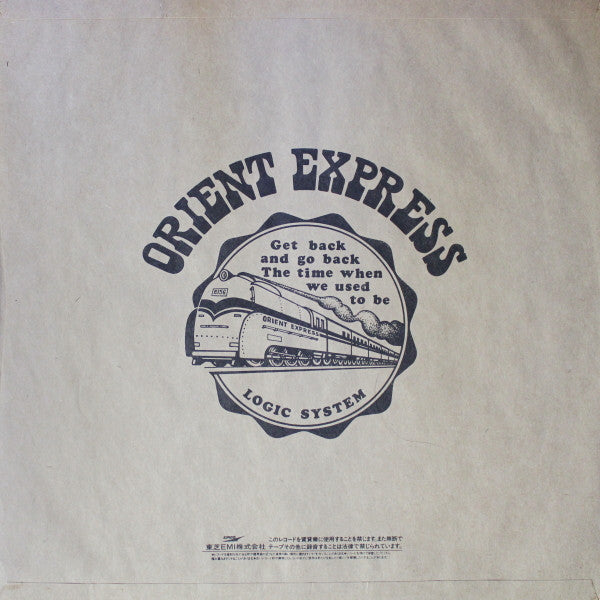 ORIENT EXPRESS
Get back
and go back
The time when
we used
to be
ORIENT EXPRESS
LOGIC SYSTEM
このレコードを賃貸業に使用することを禁じます。また無断で
東芝EMI株式会社 テープその他に録音することは法律で禁じられています。